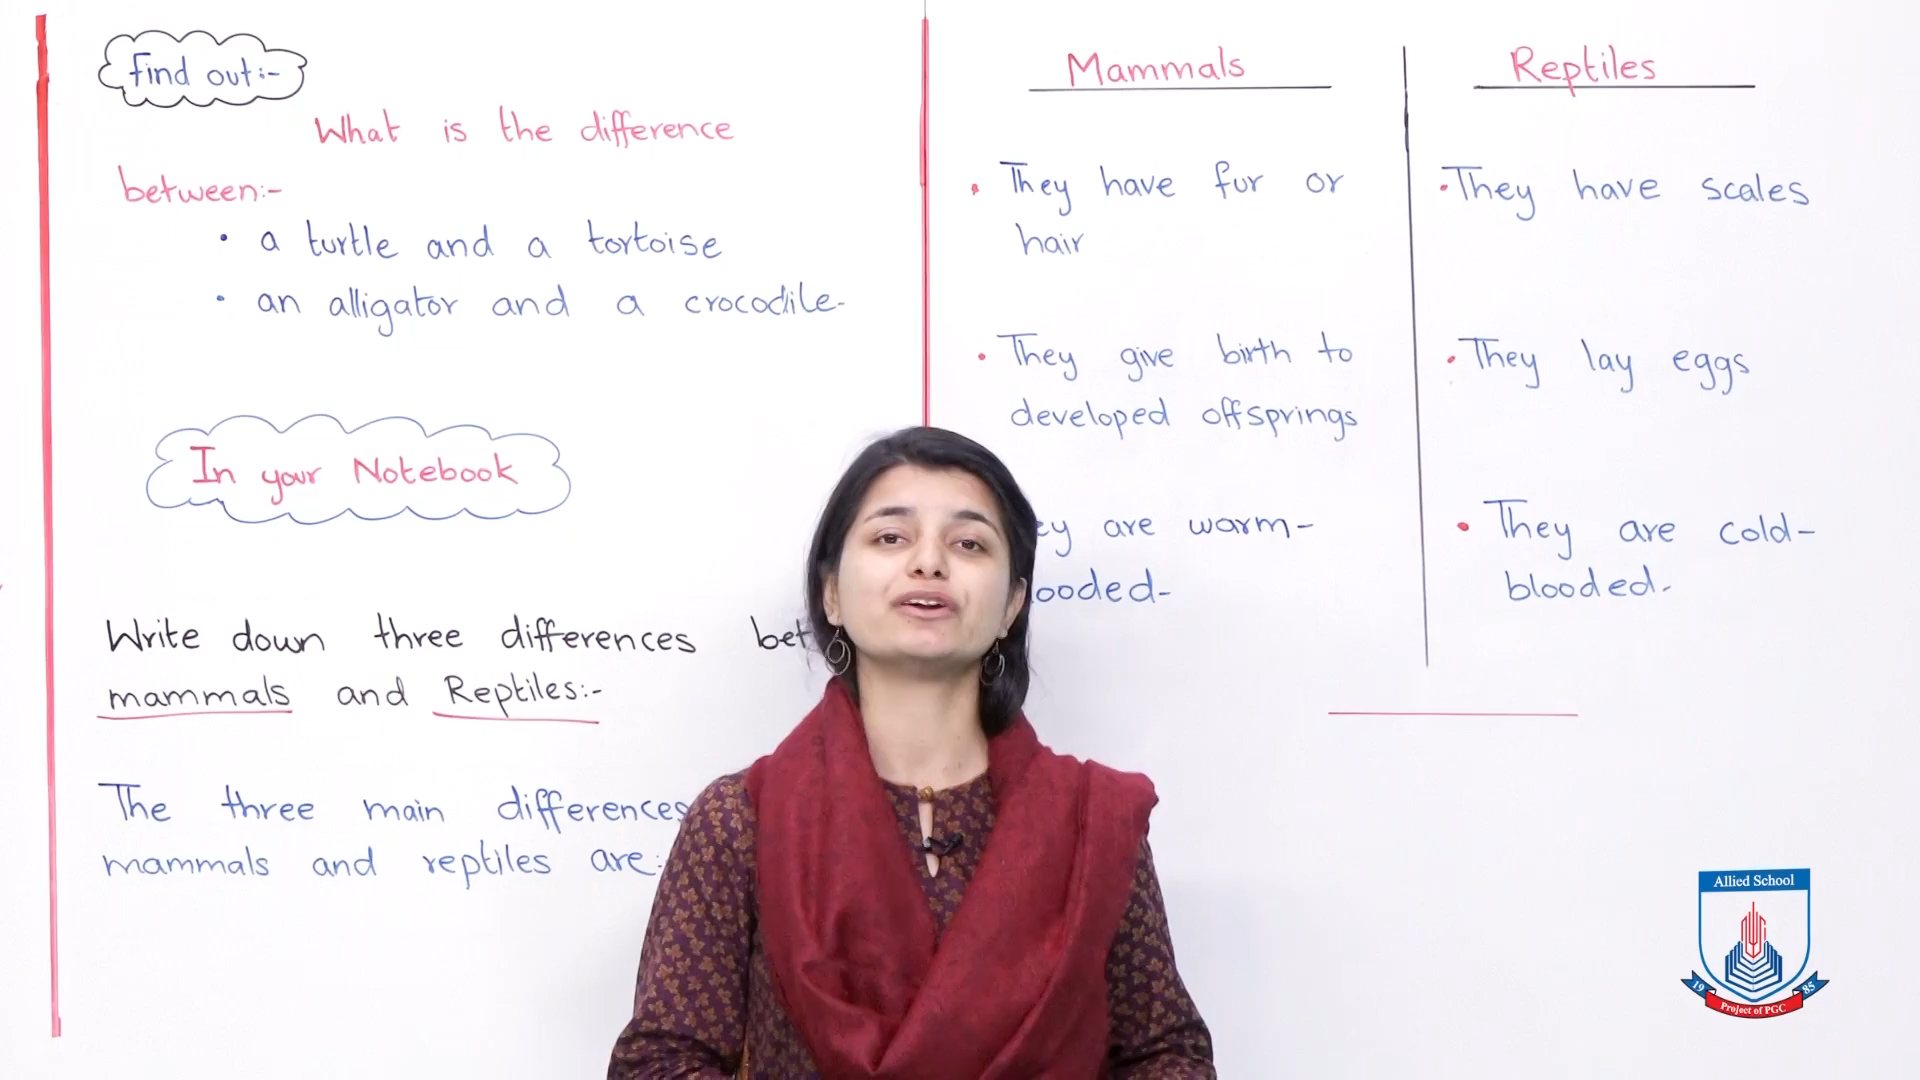 find out:-
What is the difference
between:-
• a turtle and a tortoise
• an alligator and a crocodile-
In your Notebook
Write down three differences
mammals and Reptiles:-
The three main differences
mammals and reptiles are:
Mammals
• They have fur or
hair
• They give birth to
developed offsprings
are warm-
Reptiles
• They have scales
• They lay eggs
• They are cold-
blooded-
Allied School
19 85
Project of PGC